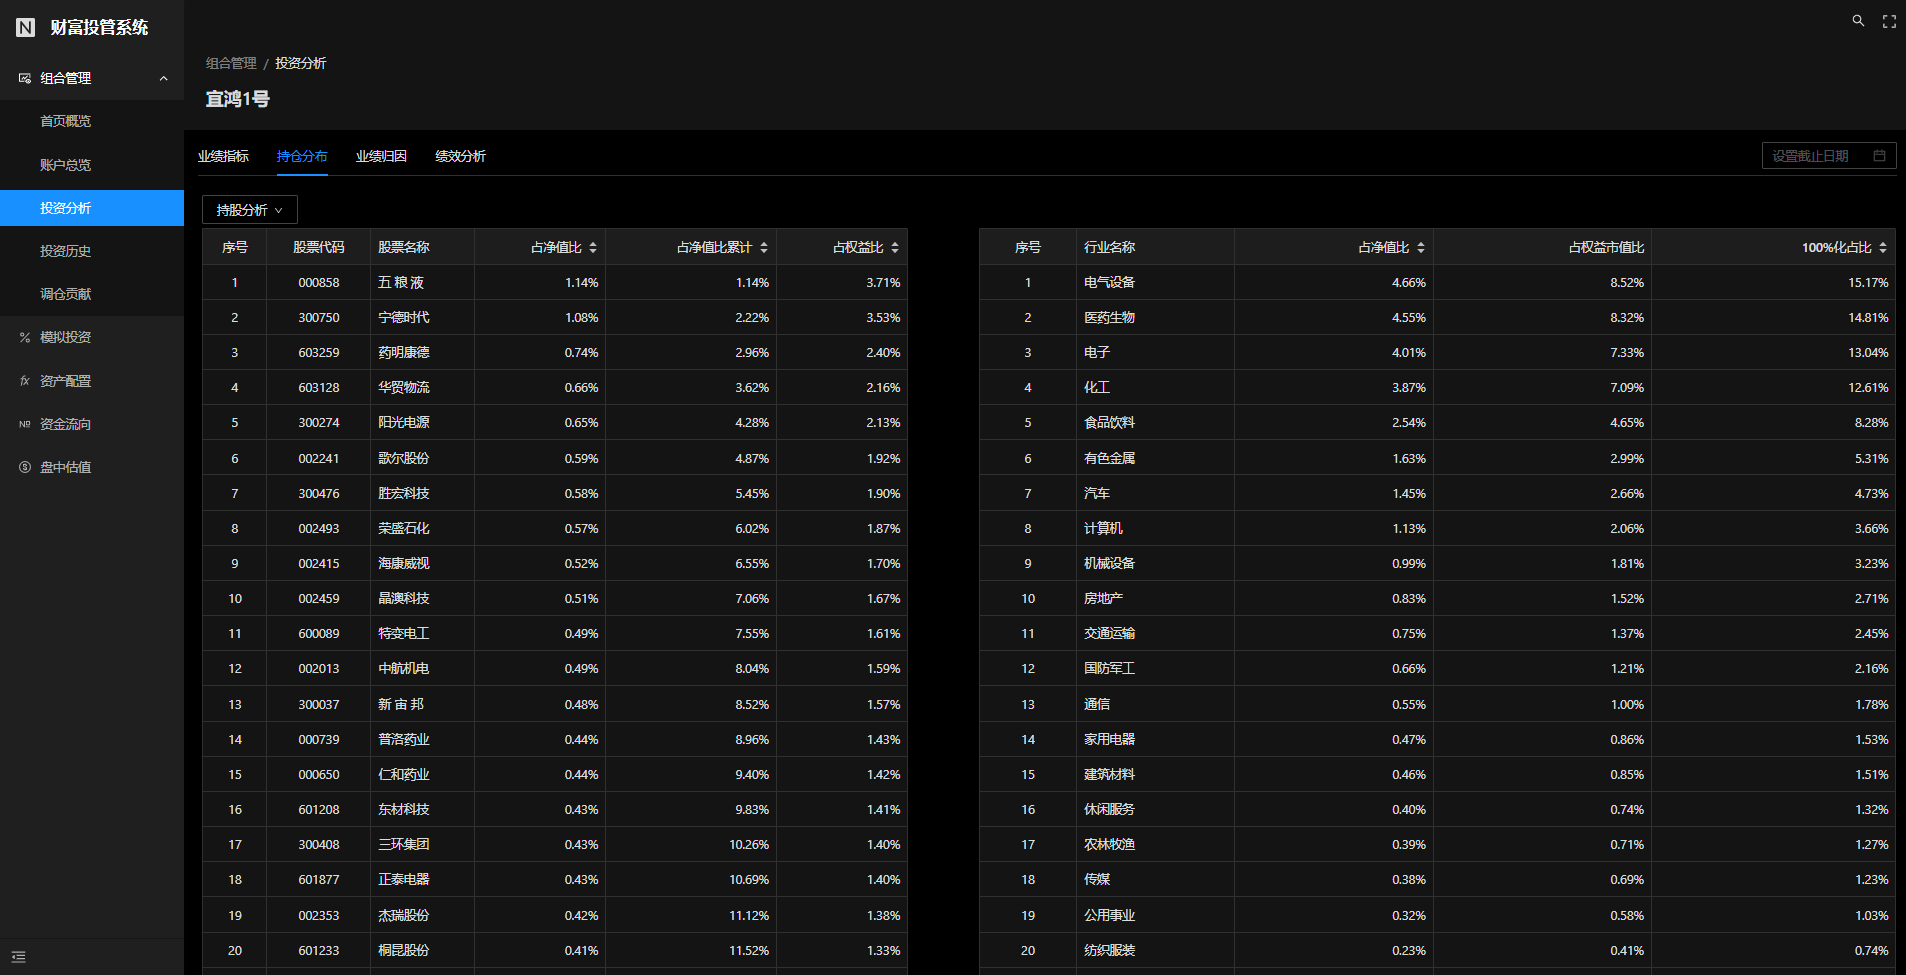 N 财富投管系统
组合管理
首页概览
账户总览
投资分析
投资历史
调仓贡献
模拟投资
资产配置
资金流向
盘中估值
组合管理 / 投资分析
宜鸿1号
业绩指标 持仓分布 业绩归因 绩效分析
设置截止日期
持股分析
序号 股票代码 股票名称 占净值比 占净值比累计 占权益比
1 000858 五 粮 液 1.14% 1.14% 3.71%
2 300750 宁德时代 1.08% 2.22% 3.53%
3 603259 药明康德 0.74% 2.96% 2.40%
4 603128 华贸物流 0.66% 3.62% 2.16%
5 300274 阳光电源 0.65% 4.28% 2.13%
6 002241 歌尔股份 0.59% 4.87% 1.92%
7 300476 胜宏科技 0.58% 5.45% 1.90%
8 002493 荣盛石化 0.57% 6.02% 1.87%
9 002415 海康威视 0.52% 6.55% 1.70%
10 002459 晶澳科技 0.51% 7.06% 1.67%
11 600089 特变电工 0.49% 7.55% 1.61%
12 002013 中航机电 0.49% 8.04% 1.59%
13 300037 新 宙 邦 0.48% 8.52% 1.57%
14 000739 普洛药业 0.44% 8.96% 1.43%
15 000650 仁和药业 0.44% 9.40% 1.42%
16 601208 东材科技 0.43% 9.83% 1.41%
17 300408 三环集团 0.43% 10.26% 1.40%
18 601877 正泰电器 0.43% 10.69% 1.40%
19 002353 杰瑞股份 0.42% 11.12% 1.38%
20 601233 桐昆股份 0.41% 11.52% 1.33%
序号 行业名称 占净值比 占权益市值比 100%化占比
1 电气设备 4.66% 8.52% 15.17%
2 医药生物 4.55% 8.32% 14.81%
3 电子 4.01% 7.33% 13.04%
4 化工 3.87% 7.09% 12.61%
5 食品饮料 2.54% 4.65% 8.28%
6 有色金属 1.63% 2.99% 5.31%
7 汽车 1.45% 2.66% 4.73%
8 计算机 1.13% 2.06% 3.66%
9 机械设备 0.99% 1.81% 3.23%
10 房地产 0.83% 1.52% 2.71%
11 交通运输 0.75% 1.37% 2.45%
12 国防军工 0.66% 1.21% 2.16%
13 通信 0.55% 1.00% 1.78%
14 家用电器 0.47% 0.86% 1.53%
15 建筑材料 0.46% 0.85% 1.51%
16 休闲服务 0.40% 0.74% 1.32%
17 农林牧渔 0.39% 0.71% 1.27%
18 传媒 0.38% 0.69% 1.23%
19 公用事业 0.32% 0.58% 1.03%
20 纺织服装 0.23% 0.41% 0.74%